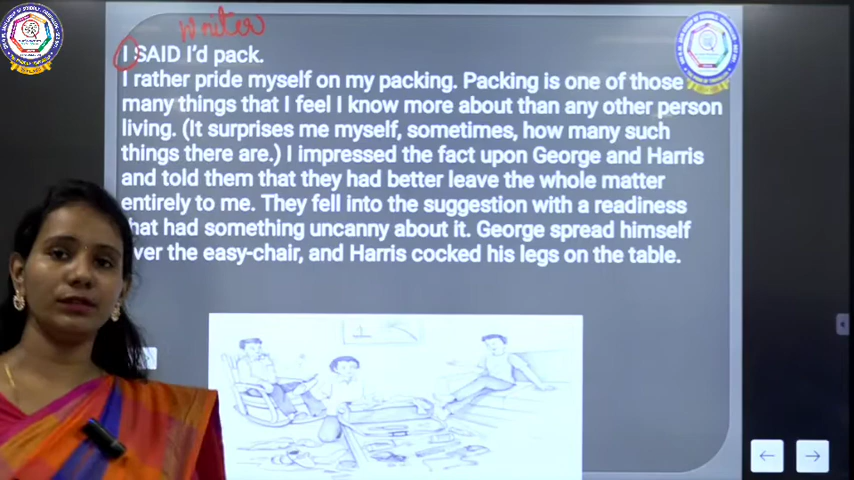 writer
I SAID I'd pack.
I rather pride myself on my packing. Packing is one of those
many things that I feel I know more about than any other person
living. (It surprises me myself, sometimes, how many such
things there are.) I impressed the fact upon George and Harris
and told them that they had better leave the whole matter
entirely to me. They fell into the suggestion with a readiness
that had something uncanny about it. George spread himself
over the easy-chair, and Harris cocked his legs on the table.